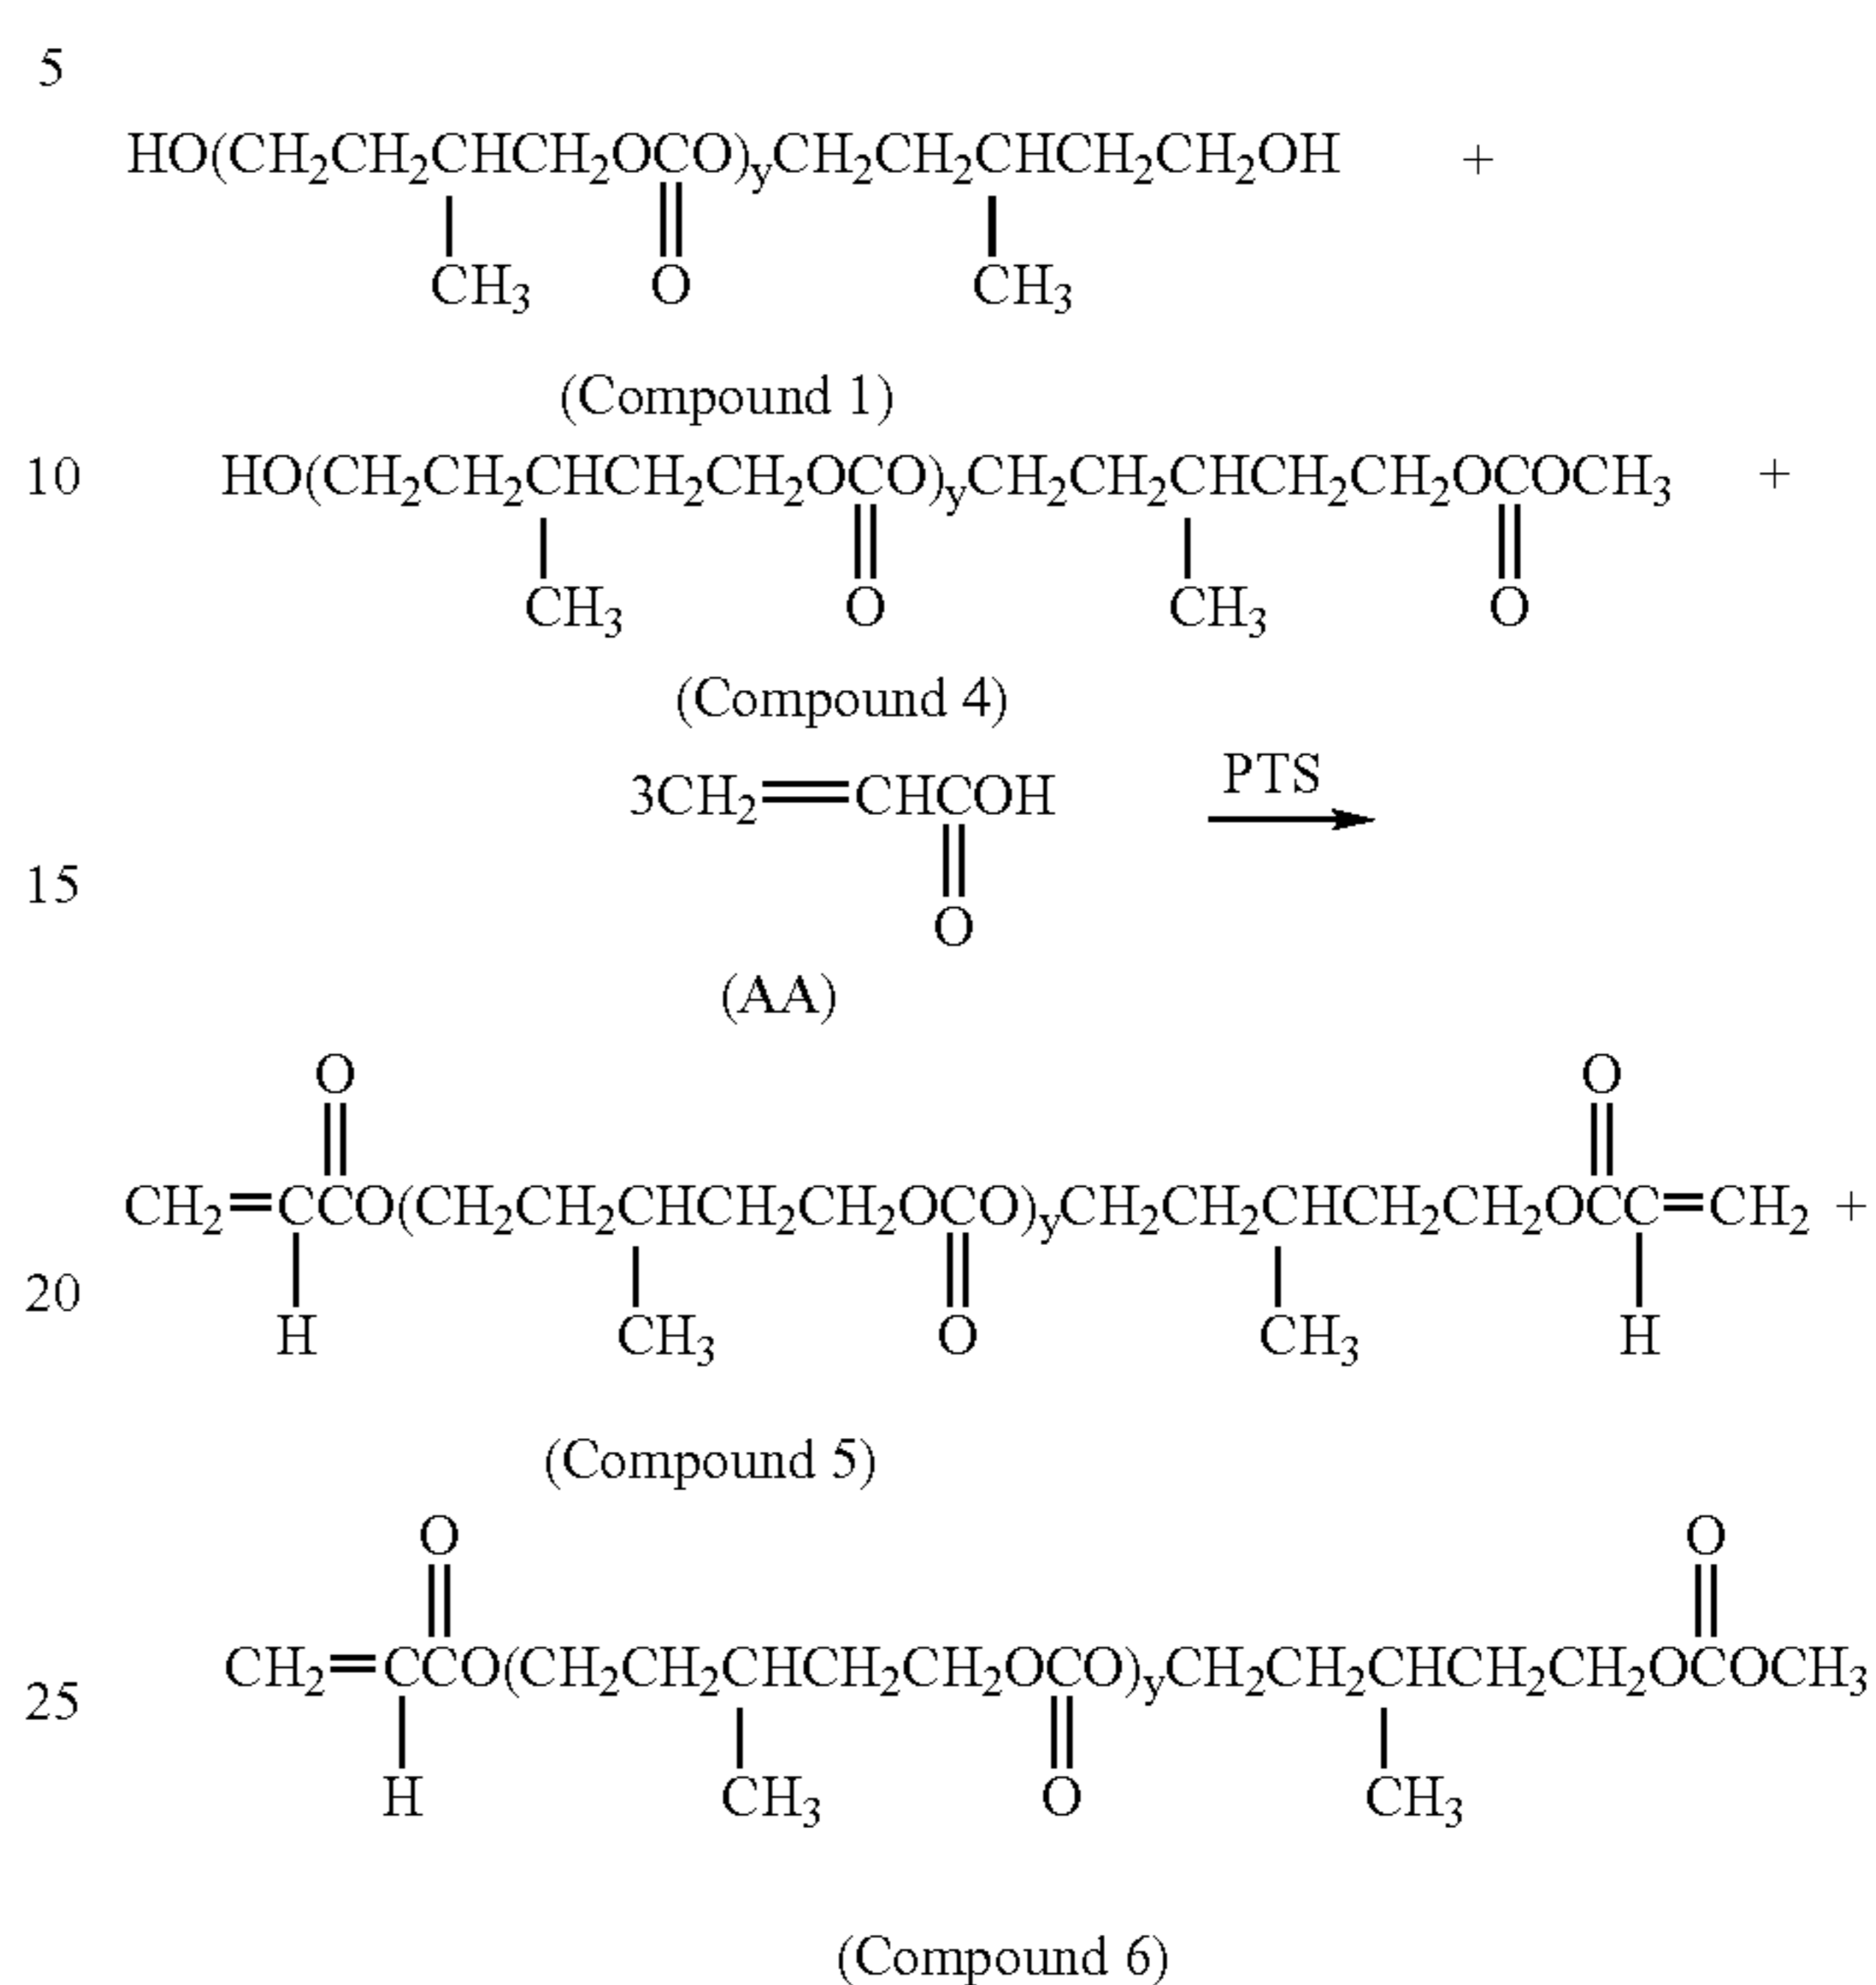 5
HO(CH₂CH₂CHCH₂OCO)yCH₂CH₂CHCH₂CH₂OH +
CH₃ O CH₃
(Compound 1)
10 HO(CH₂CH₂CHCH₂CH₂OCO)yCH₂CH₂CHCH₂CH₂OCOCH₃ +
CH₃ O CH₃ O
(Compound 4)
3CH₂=CHCOH PTS
15
O
(AA)
O O
CH₂=CCO(CH₂CH₂CHCH₂CH₂OCO)yCH₂CH₂CHCH₂CH₂OCC=CH₂ +
20
H CH₃ O CH₃ H
(Compound 5)
O O
CH₂=CCO(CH₂CH₂CHCH₂CH₂OCO)yCH₂CH₂CHCH₂CH₂OCOCH₃
25
H CH₃ O CH₃
(Compound 6)